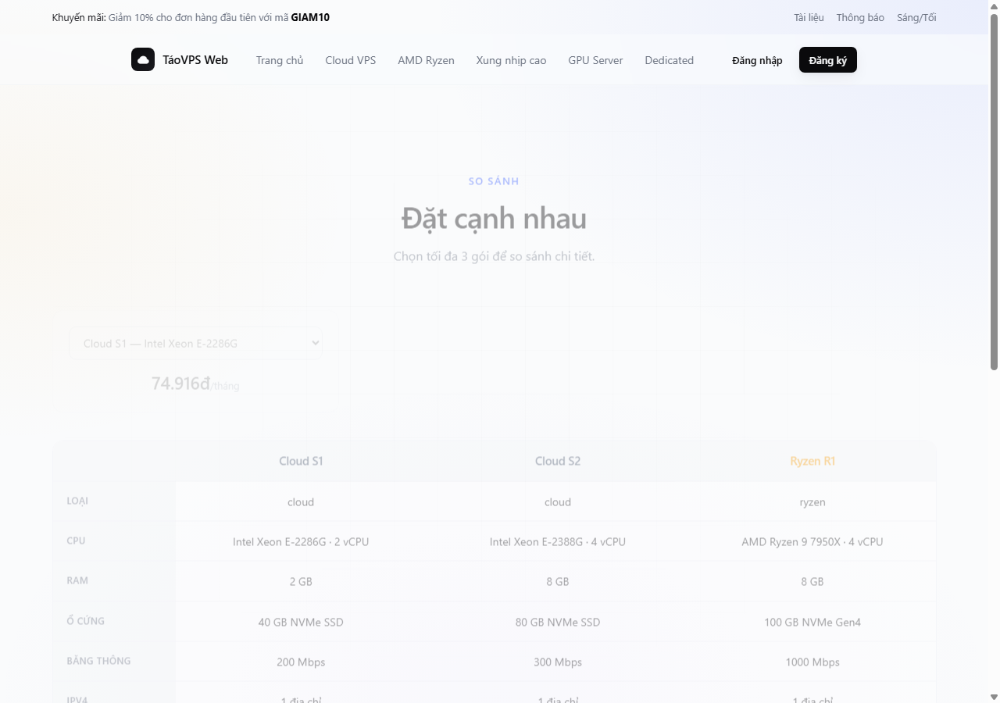 Khuyến mãi: Giảm 10% cho đơn hàng đầu tiên với mã GIAM10
Tài liệu Thông báo Sáng/Tối
TáoVPS Web Trang chủ Cloud VPS AMD Ryzen Xung nhịp cao GPU Server Dedicated Đăng nhập Đăng ký
SO SÁNH
Đặt cạnh nhau
Chọn tối đa 3 gói để so sánh chi tiết.
Cloud S1 — Intel Xeon E-2286G
74.916đ/tháng
Cloud S1 Cloud S2 Ryzen R1
LOẠI cloud cloud ryzen
CPU Intel Xeon E-2286G · 2 vCPU Intel Xeon E-2388G · 4 vCPU AMD Ryzen 9 7950X · 4 vCPU
RAM 2 GB 8 GB 8 GB
Ổ CỨNG 40 GB NVMe SSD 80 GB NVMe SSD 100 GB NVMe Gen4
BĂNG THÔNG 200 Mbps 300 Mbps 1000 Mbps
IPV4 1 địa chỉ 1 địa chỉ 1 địa chỉ